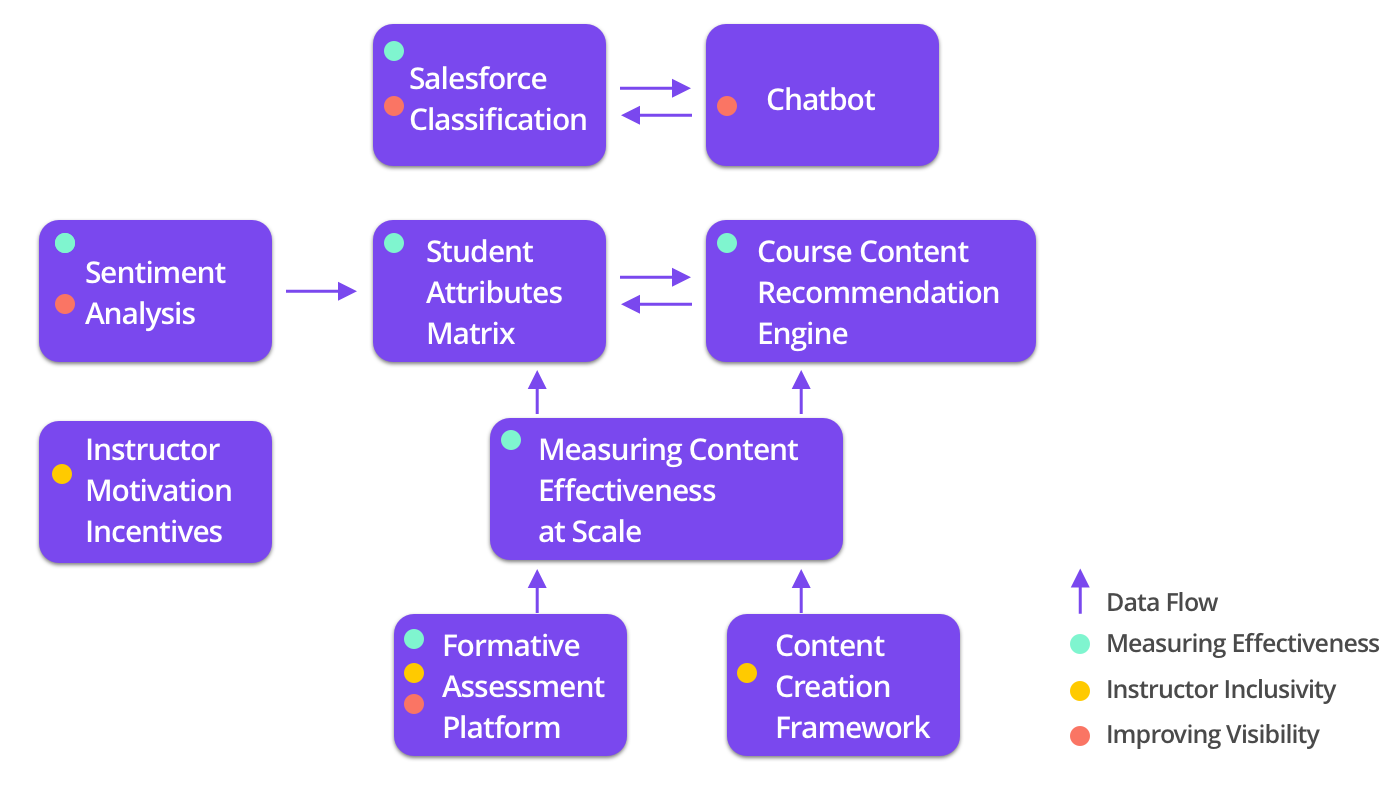 Salesforce
Classification
Chatbot
Sentiment
Analysis
Student
Attributes
Matrix
Course Content
Recommendation
Engine
Instructor
Motivation
Incentives
Measuring Content
Effectiveness
at Scale
Formative
Assessment
Platform
Content
Creation
Framework
Data Flow
Measuring Effectiveness
Instructor Inclusivity
Improving Visibility